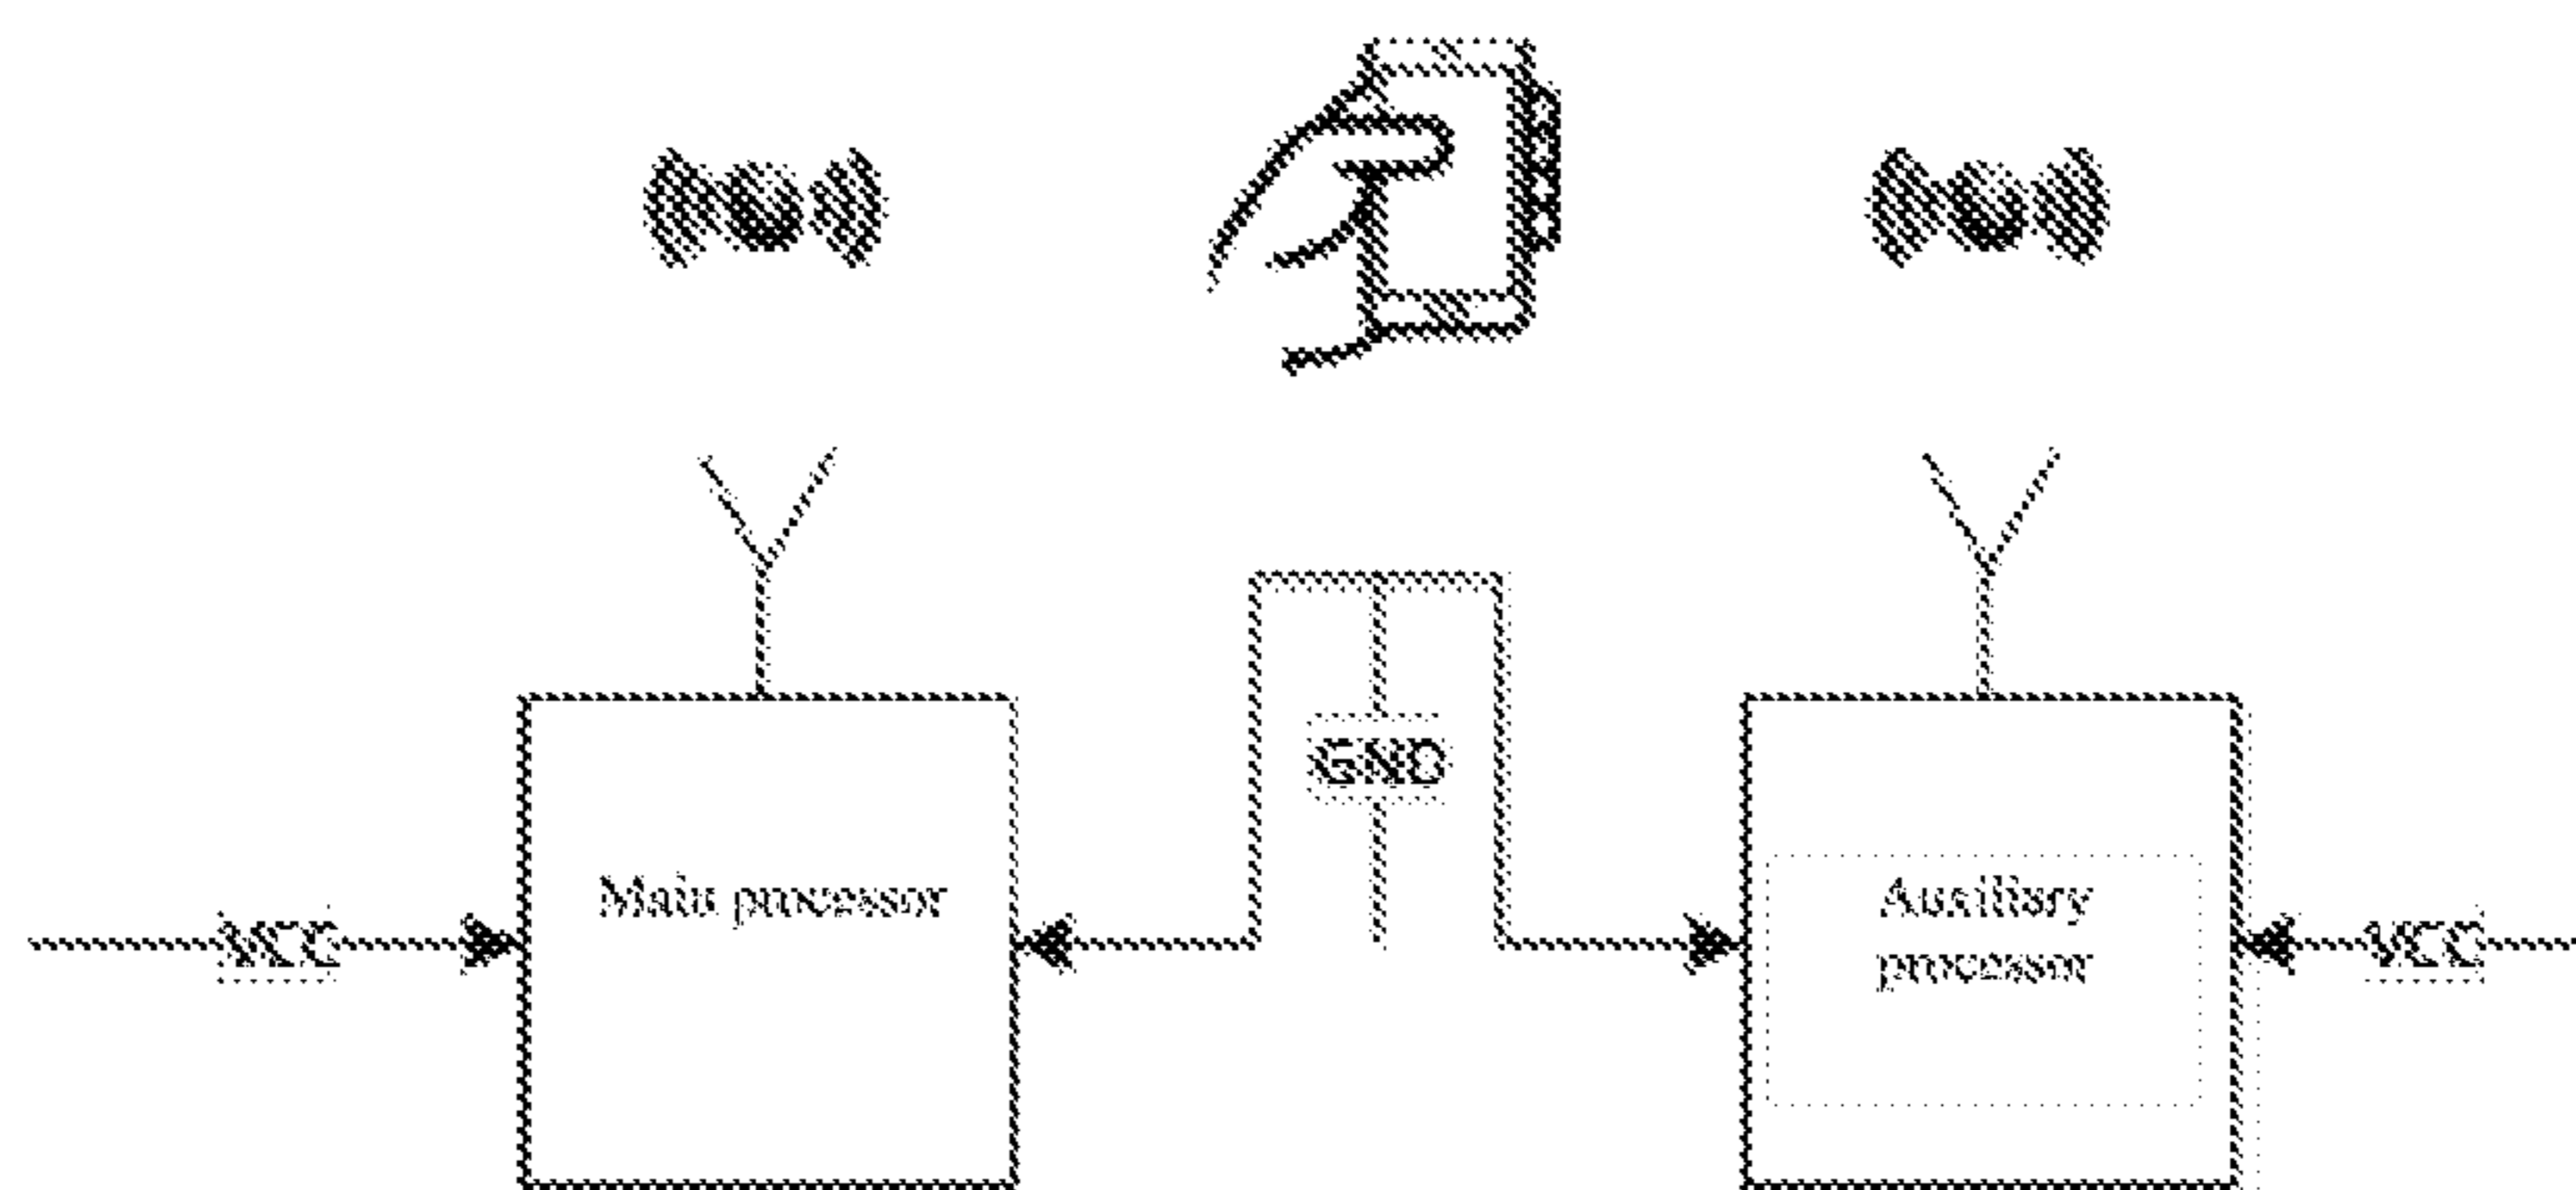 GND
Main processor
Auxiliary
processor
VCC
VCC